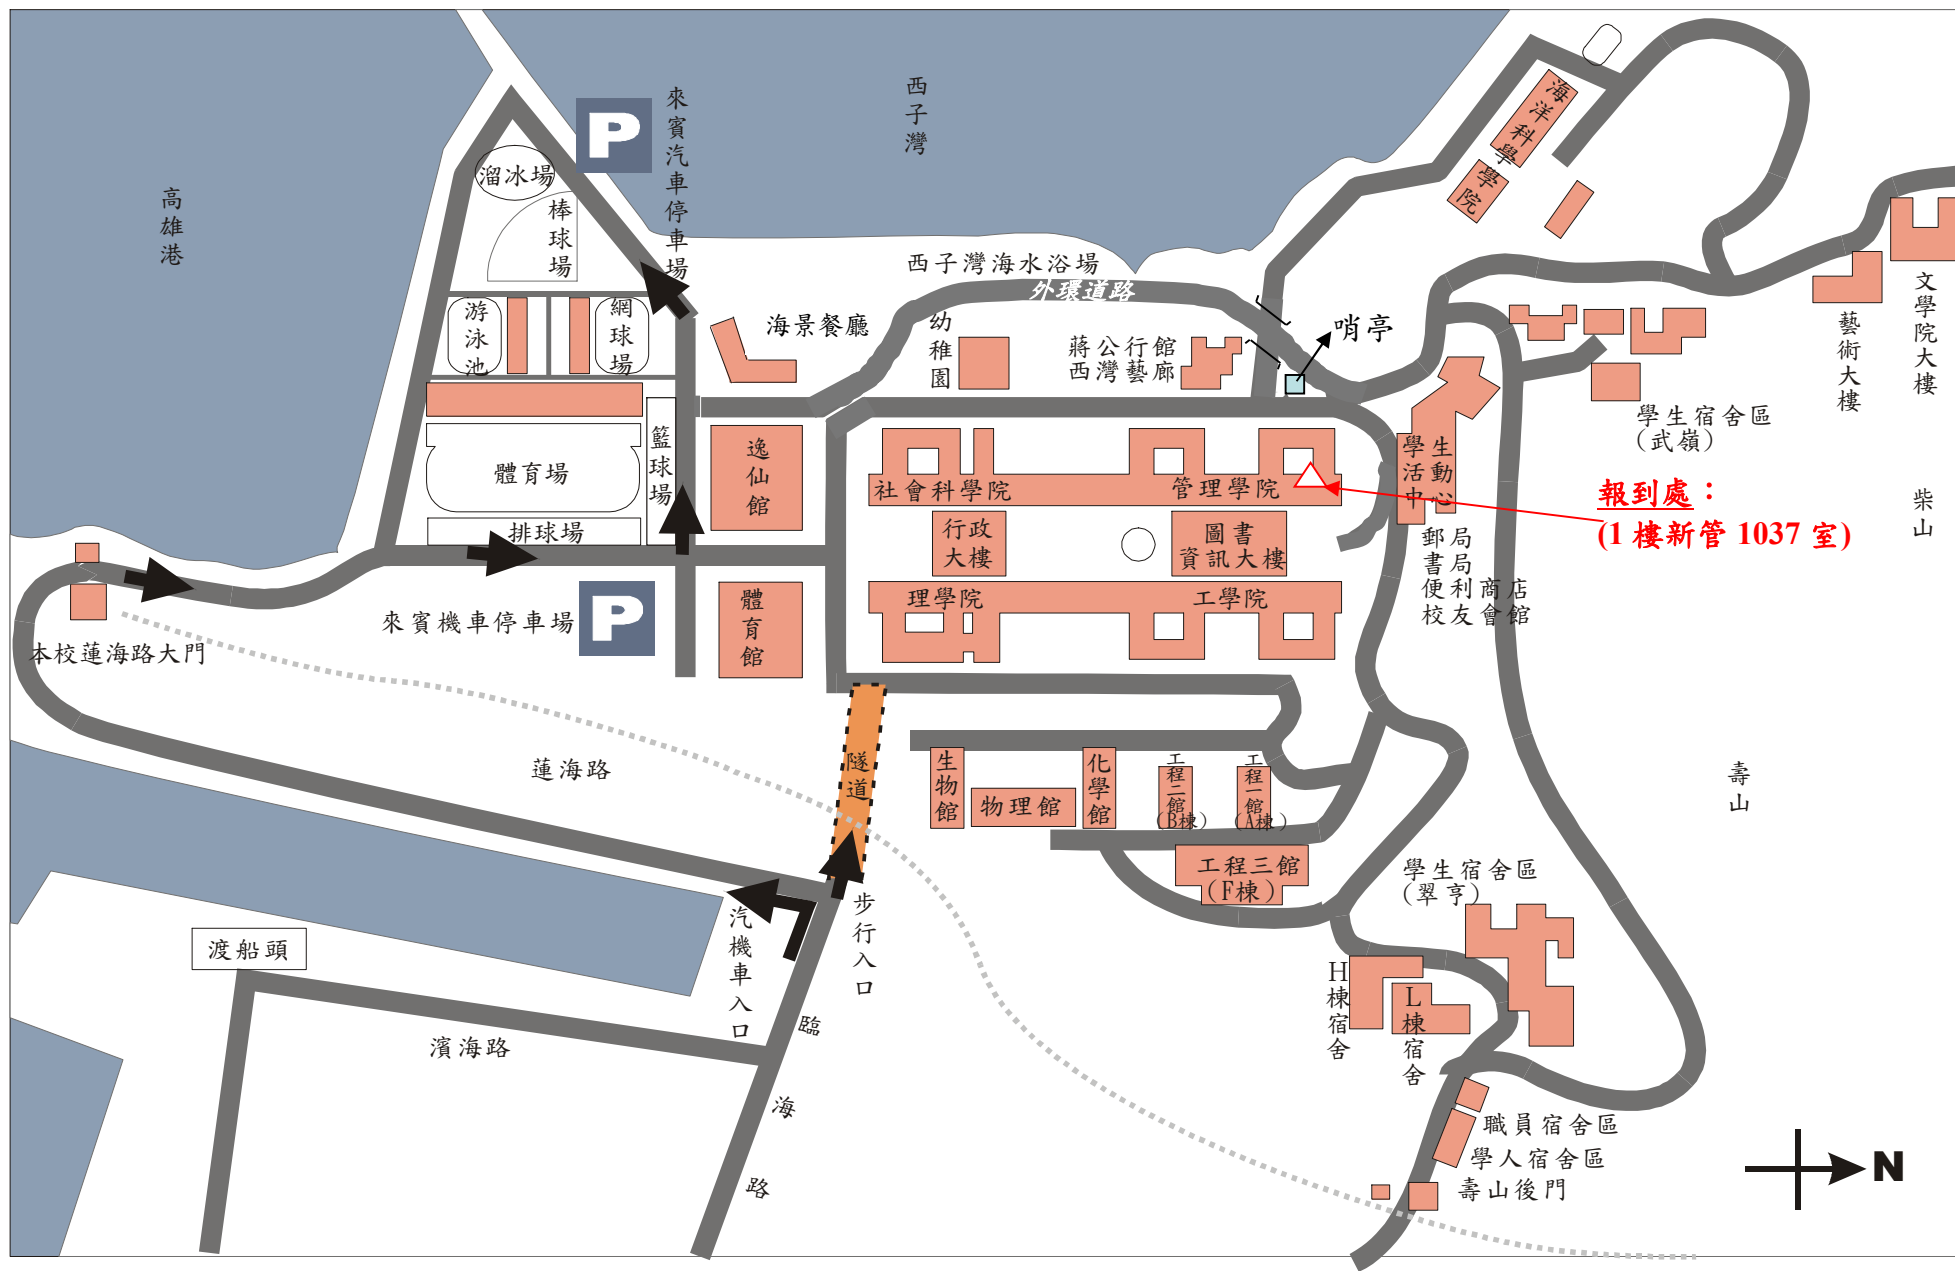 高雄港
西子灣
來賓汽車停車場
P
溜冰場
棒球場
游泳池
網球場
體育場
籃球場
排球場
西子灣海水浴場
外環道路
海景餐廳
幼稚園
蔣公行館
西灣藝廊
哨亭
海洋科學
學院
文學院大樓
藝術大樓
學生宿舍區
(武嶺)
柴山
逸仙館
社會科學院
管理學院
學生活動中心
報到處：
(1 樓新管 1037 室)
行政
大樓
圖書
資訊大樓
郵局
書局
便利商店
校友會館
理學院
工學院
體育館
來賓機車停車場
P
本校蓮海路大門
蓮海路
隧道
生物館
物理館
化學館
工程二館
(B棟)
工程一館
(A棟)
工程三館
(F棟)
壽山
學生宿舍區
(翠亨)
H棟宿舍
L棟宿舍
步行入口
汽機車入口
渡船頭
濱海路
臨海路
職員宿舍區
學人宿舍區
壽山後門
N